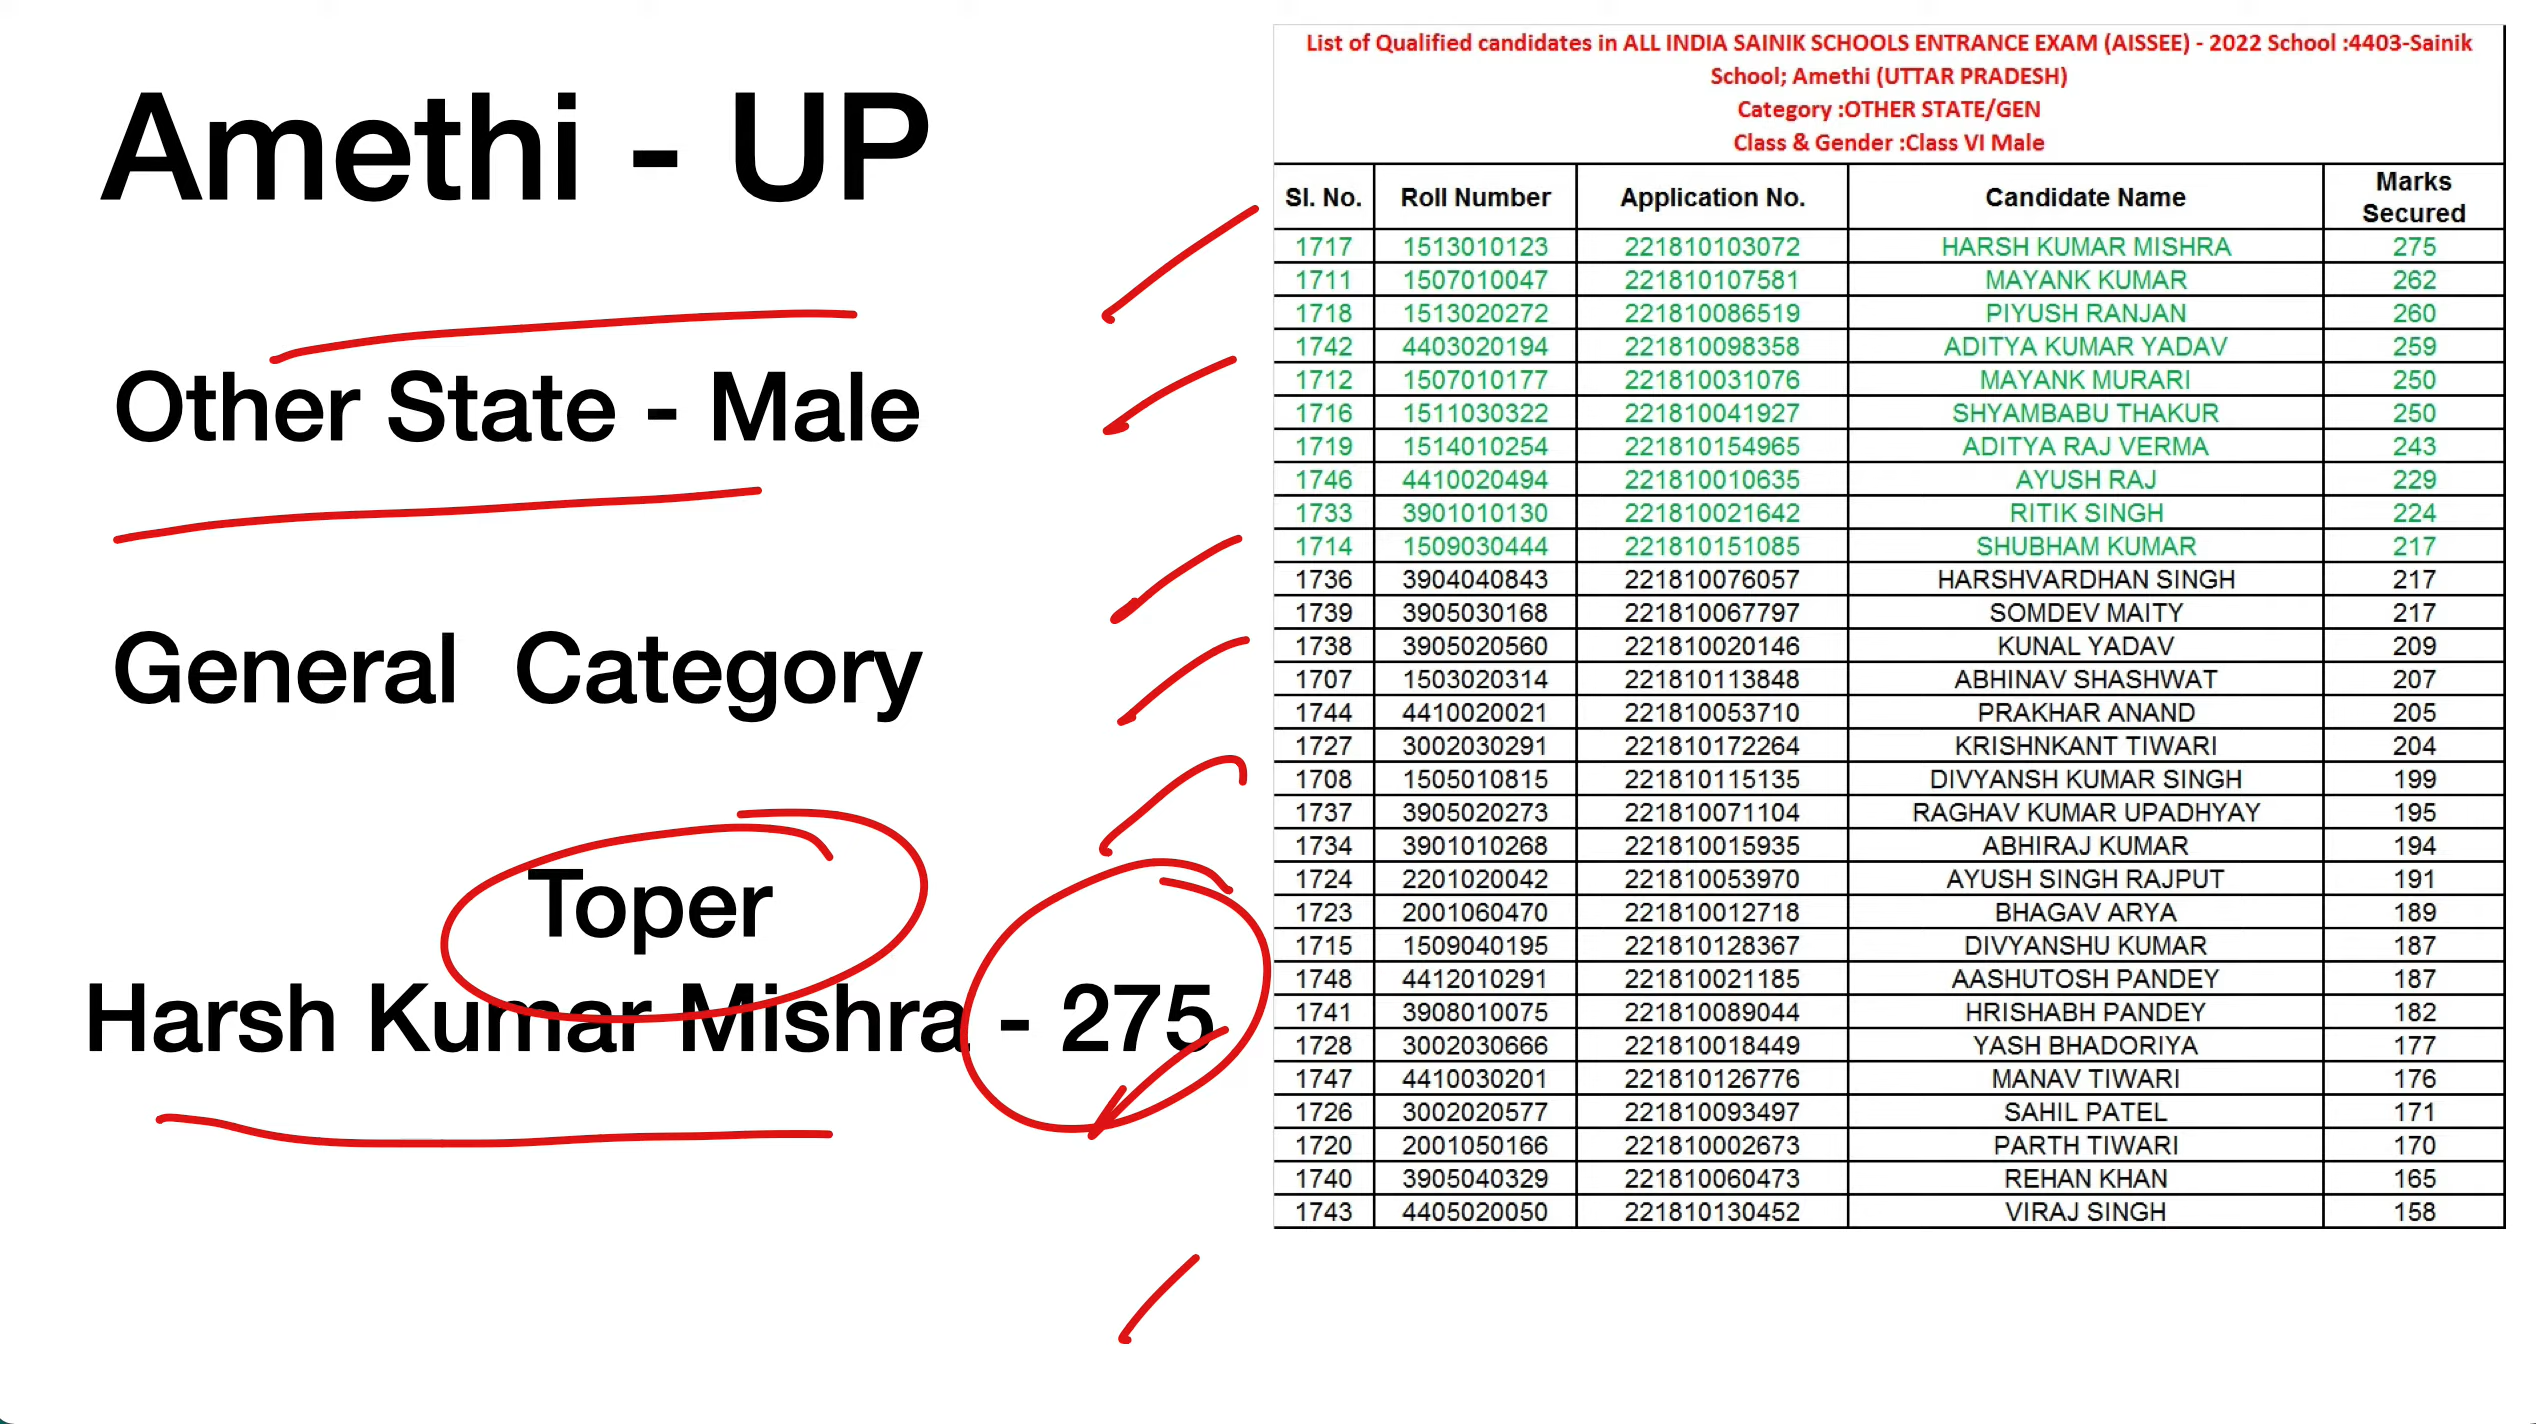 Amethi - UP
Other State - Male
General Category
Toper
Harsh Kumar Mishra - 275
List of Qualified candidates in ALL INDIA SAINIK SCHOOLS ENTRANCE EXAM (AISSEE) - 2022 School :4403-Sainik
School; Amethi (UTTAR PRADESH)
Category :OTHER STATE/GEN
Class & Gender :Class VI Male
Sl. No. Roll Number Application No. Candidate Name Marks Secured
1717 1513010123 221810103072 HARSH KUMAR MISHRA 275
1711 1507010047 221810107581 MAYANK KUMAR 262
1718 1513020272 221810086519 PIYUSH RANJAN 260
1742 4403020194 221810098358 ADITYA KUMAR YADAV 259
1712 1507010177 221810031076 MAYANK MURARI 250
1716 1511030322 221810041927 SHYAMBABU THAKUR 250
1719 1514010254 221810154965 ADITYA RAJ VERMA 243
1746 4410020494 221810010635 AYUSH RAJ 229
1733 3901010130 221810021642 RITIK SINGH 224
1714 1509030444 221810151085 SHUBHAM KUMAR 217
1736 3904040843 221810076057 HARSHVARDHAN SINGH 217
1739 3905030168 221810067797 SOMDEV MAITY 217
1738 3905020560 221810020146 KUNAL YADAV 209
1707 1503020314 221810113848 ABHINAV SHASHWAT 207
1744 4410020021 221810053710 PRAKHAR ANAND 205
1727 3002030291 221810172264 KRISHNKANT TIWARI 204
1708 1505010815 221810115135 DIVYANSH KUMAR SINGH 199
1737 3905020273 221810071104 RAGHAV KUMAR UPADHYAY 195
1734 3901010268 221810015935 ABHIRAJ KUMAR 194
1724 2201020042 221810053970 AYUSH SINGH RAJPUT 191
1723 2001060470 221810012718 BHAGAV ARYA 189
1715 1509040195 221810128367 DIVYANSHU KUMAR 187
1748 4412010291 221810021185 AASHUTOSH PANDEY 187
1741 3908010075 221810089044 HRISHABH PANDEY 182
1728 3002030666 221810018449 YASH BHADORIYA 177
1747 4410030201 221810126776 MANAV TIWARI 176
1726 3002020577 221810093497 SAHIL PATEL 171
1720 2001050166 221810002673 PARTH TIWARI 170
1740 3905040329 221810060473 REHAN KHAN 165
1743 4405020050 221810130452 VIRAJ SINGH 158